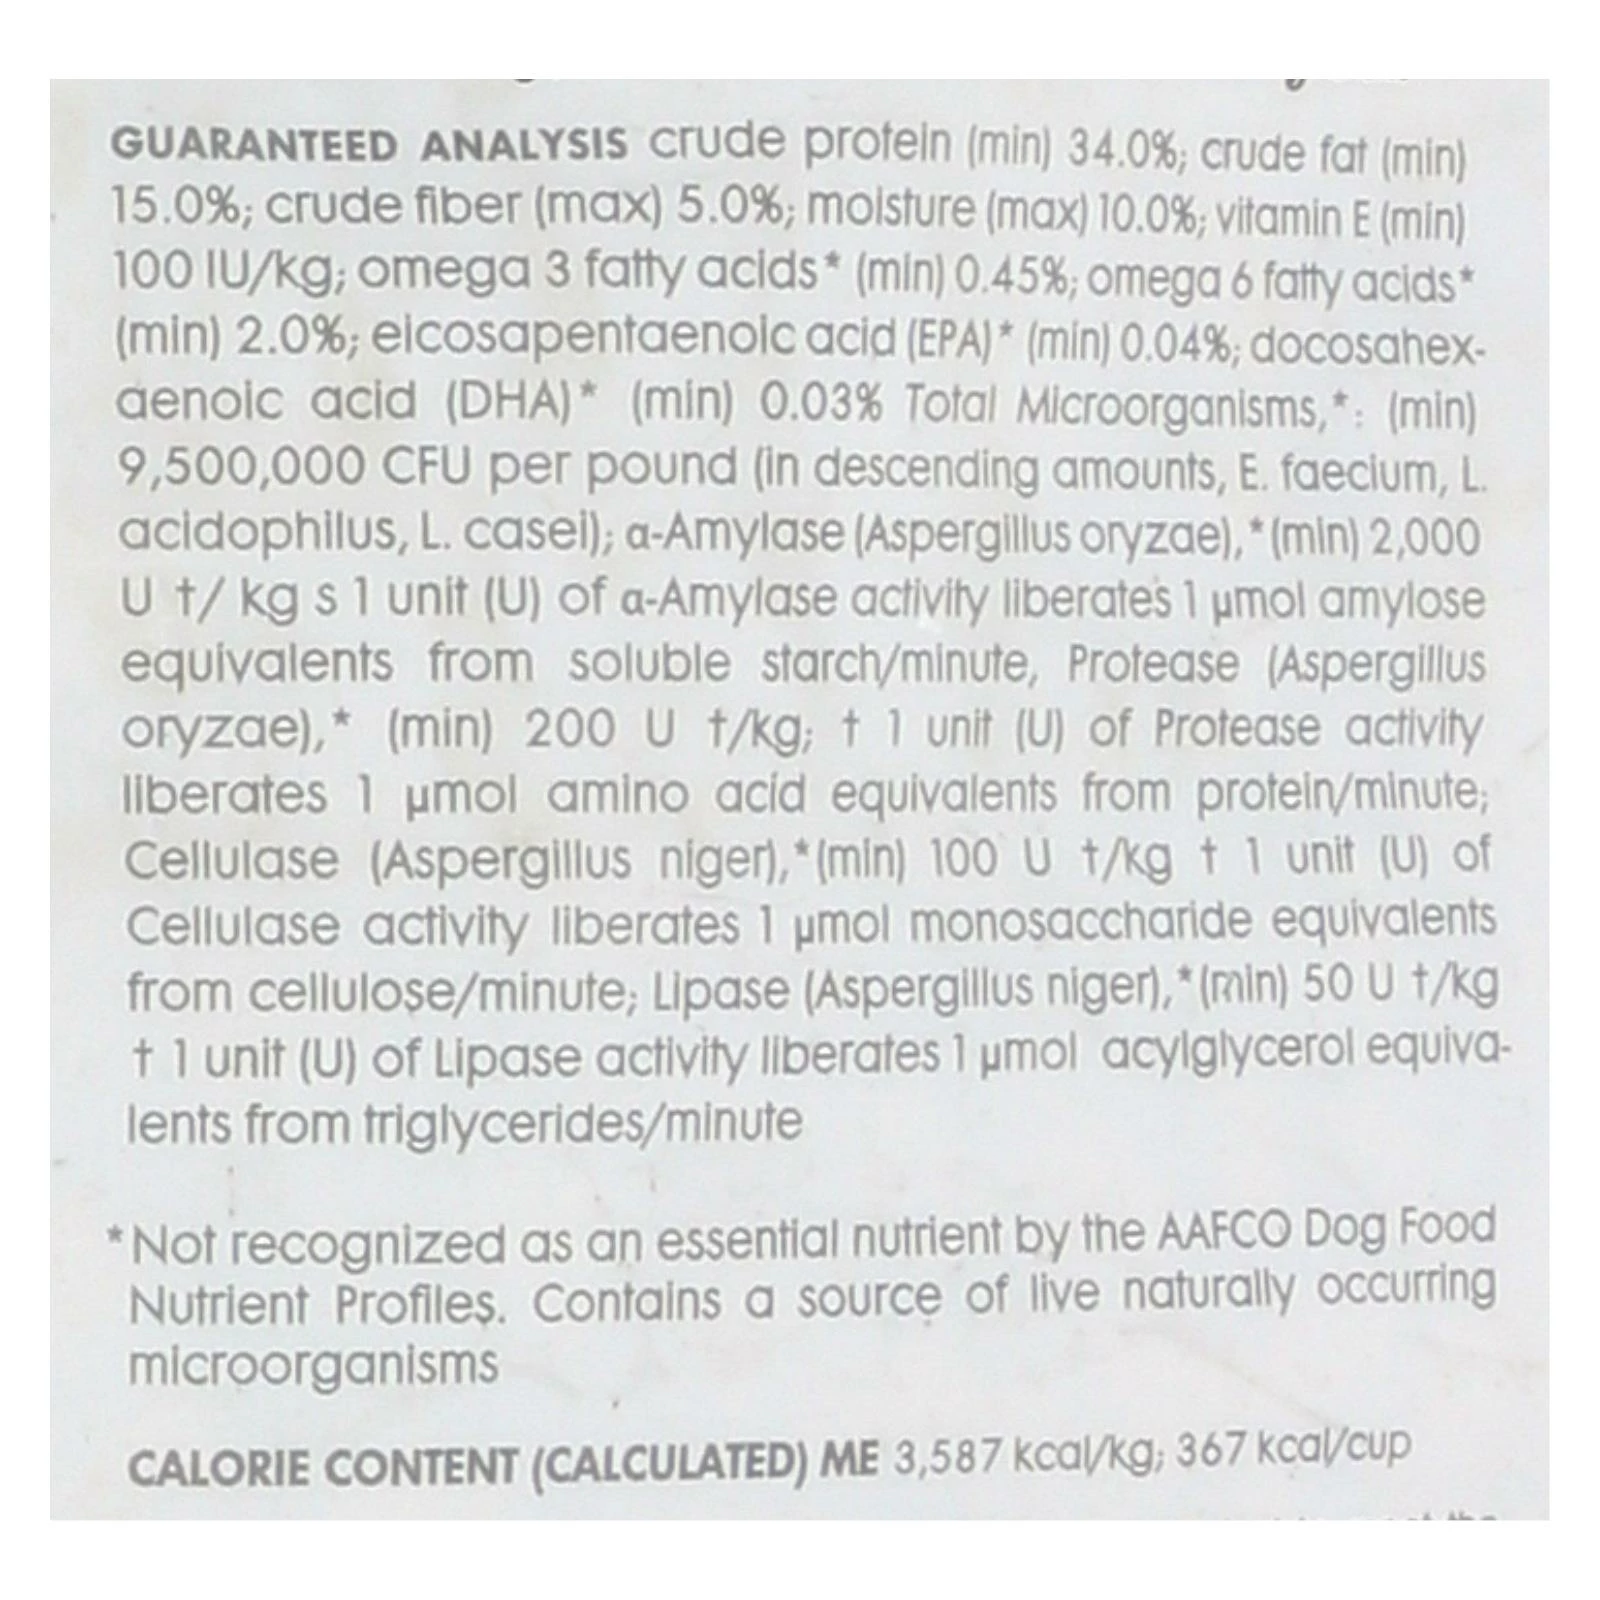 GUARANTEED ANALYSIS crude protein (min) 34.0%; crude fat (min)
15.0%; crude fiber (max) 5.0%; moisture (max) 10.0%; vitamin E (min)
100 IU/kg; omega 3 fatty acids* (min) 0.45%; omega 6 fatty acids*
(min) 2.0%; eicosapentaenoic acid (EPA)* (min) 0.04%; docosahex-
aenoic acid (DHA)* (min) 0.03% Total Microorganisms,*: (min)
9,500,000 CFU per pound (in descending amounts, E. faecium, L.
acidophilus, L. casei); α-Amylase (Aspergillus oryzae),*(min) 2,000
U †/ kg s 1 unit (U) of α-Amylase activity liberates 1 µmol amylose
equivalents from soluble starch/minute, Protease (Aspergillus
oryzae),* (min) 200 U †/kg; † 1 unit (U) of Protease activity
liberates 1 µmol amino acid equivalents from protein/minute;
Cellulase (Aspergillus niger),*(min) 100 U †/kg † 1 unit (U) of
Cellulase activity liberates 1 µmol monosaccharide equivalents
from cellulose/minute; Lipase (Aspergillus niger),*(min) 50 U †/kg
† 1 unit (U) of Lipase activity liberates 1 µmol acylglycerol equiva-
lents from triglycerides/minute
*Not recognized as an essential nutrient by the AAFCO Dog Food
Nutrient Profiles. Contains a source of live naturally occurring
microorganisms
CALORIE CONTENT (CALCULATED) ME 3,587 kcal/kg; 367 kcal/cup